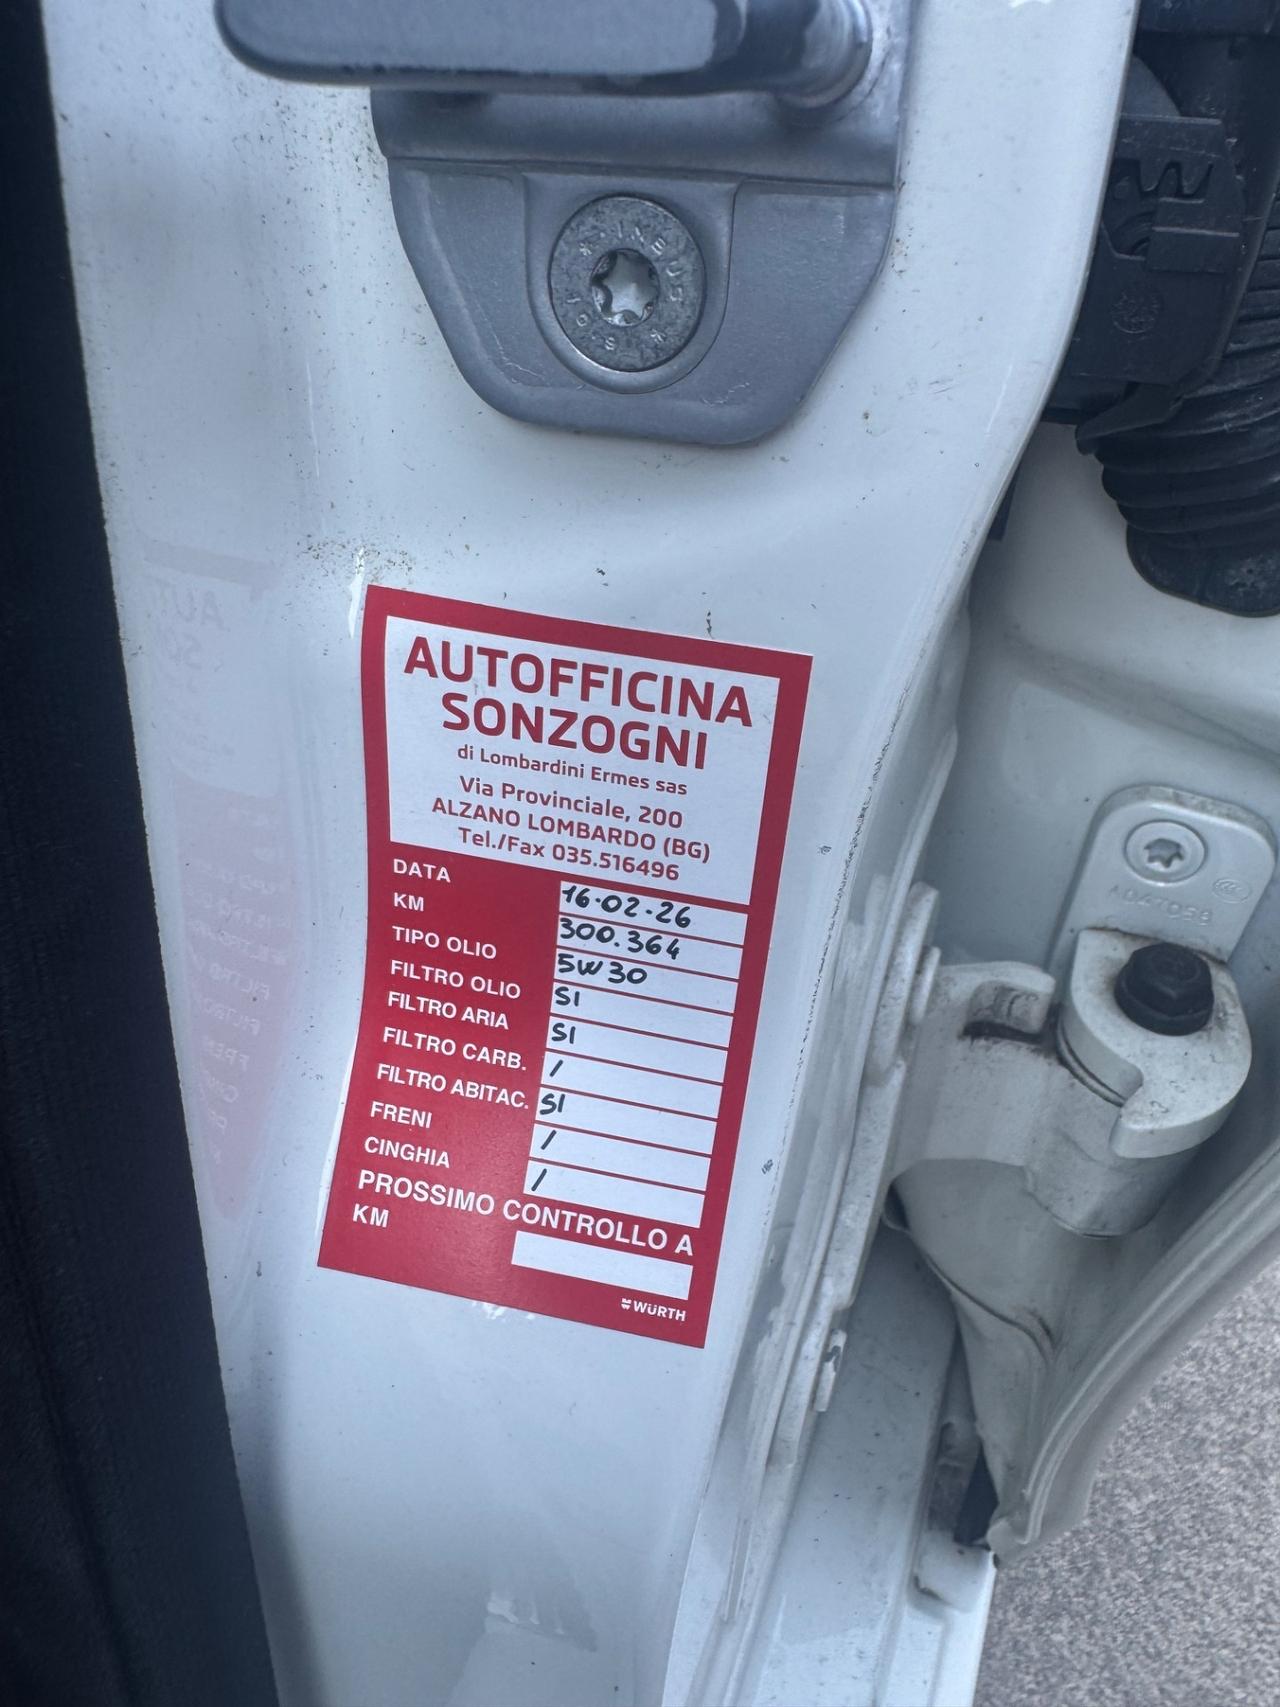 INBUS
AUTOFFICINA
SONZOGNI
di Lombardini Ermes sas
Via Provinciale, 200
ALZANO LOMBARDO (BG)
Tel./Fax 035.516496
DATA 16.02.26
KM 300.364
TIPO OLIO 5W30
FILTRO OLIO SI
FILTRO ARIA SI
FILTRO CARB. /
FILTRO ABITAC. SI
FRENI /
CINGHIA /
PROSSIMO CONTROLLO A
KM
WÜRTH